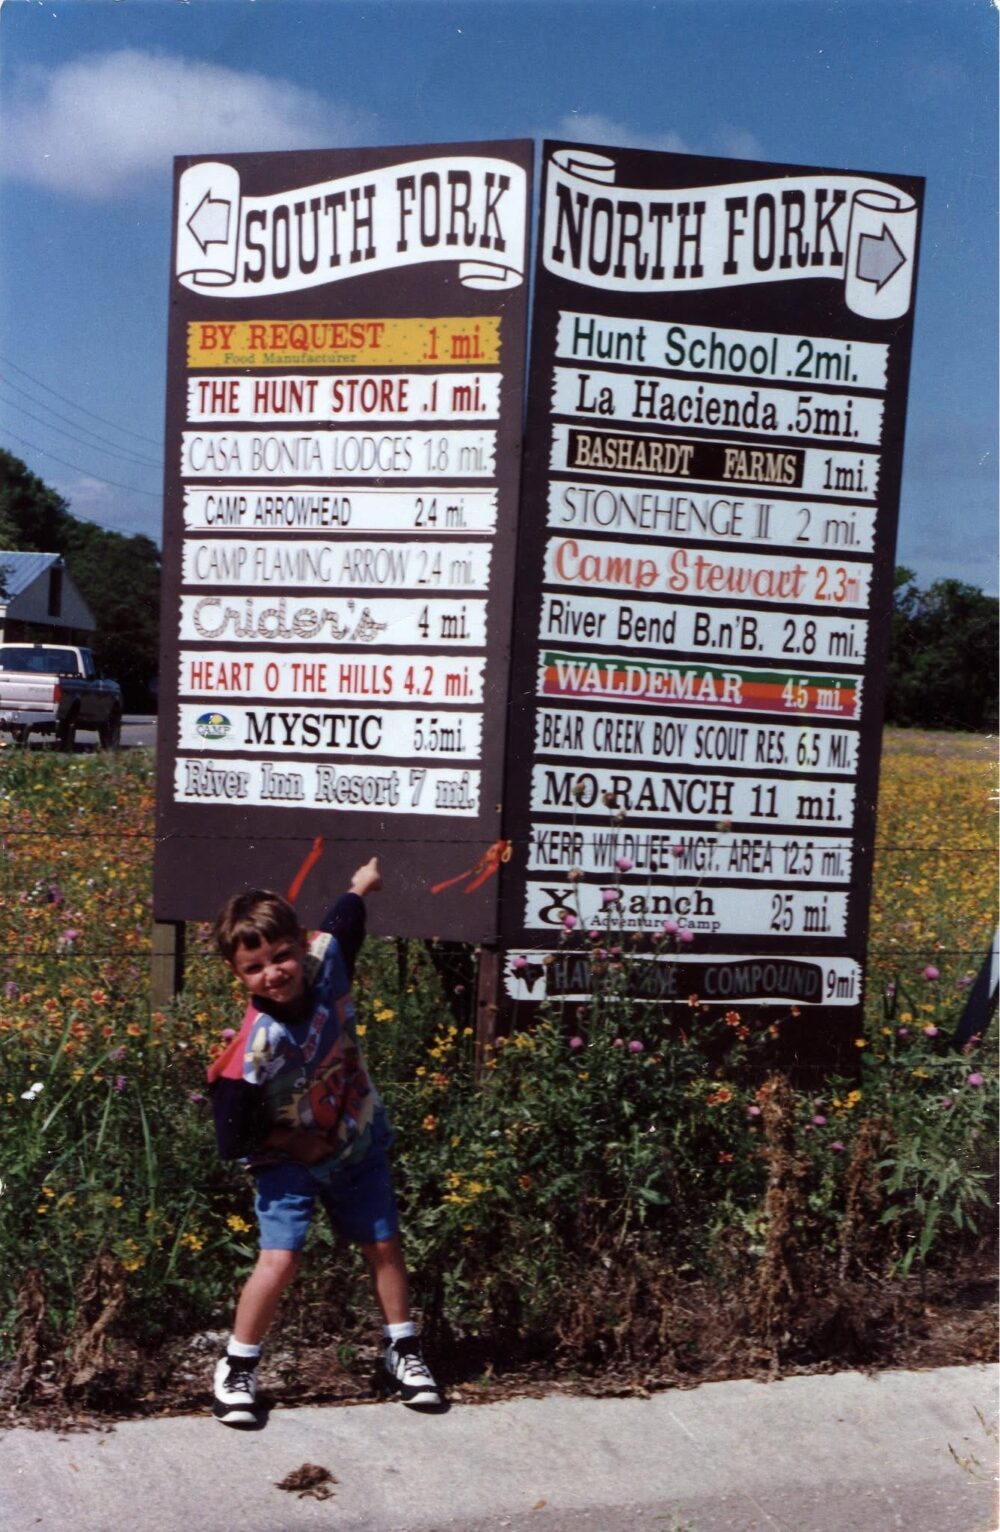 SOUTH FORK
BY REQUEST .1 mi.
Food Manufacturer
THE HUNT STORE .1 mi.
CASA BONITA LODGES 1.8 mi.
CAMP ARROWHEAD 2.4 mi.
CAMP FLAMING ARROW 2.4 mi.
Crider's 4 mi.
HEART O' THE HILLS 4.2 mi.
CAMP MYSTIC 5.5mi.
River Inn Resort 7 mi.
NORTH FORK
Hunt School .2mi.
La Hacienda .5mi.
BASHARDT FARMS 1mi.
STONEHENGE II 2 mi.
Camp Stewart 2.3mi
River Bend B.n'B. 2.8 mi.
WALDEMAR 4.5 mi.
BEAR CREEK BOY SCOUT RES. 6.5 MI.
MO-RANCH 11 mi.
KERR WILDLIFE MGT. AREA 12.5 mi.
Ranch 25 mi.
Adventure Camp
COMPOUND 9mi